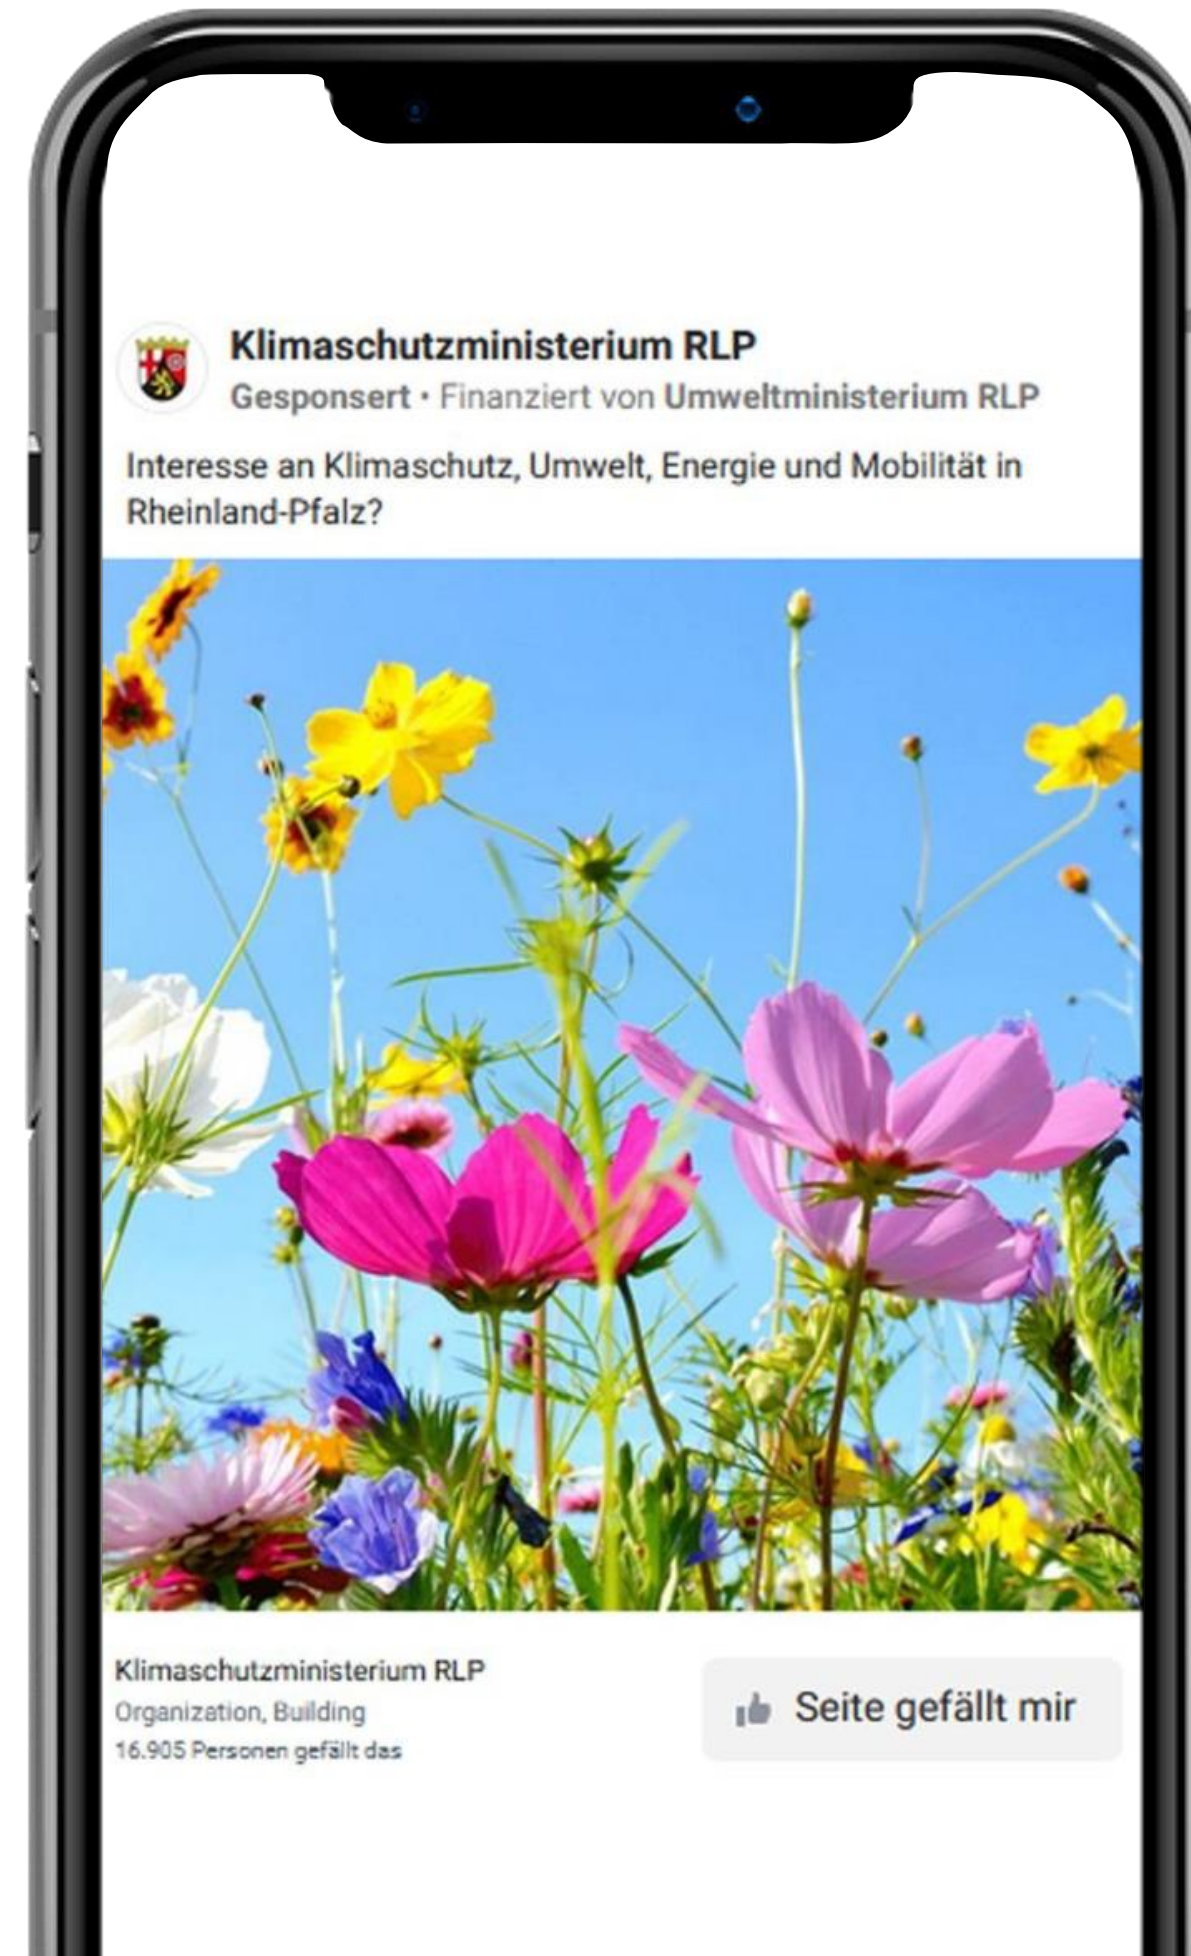 Klimaschutzministerium RLP
Gesponsert · Finanziert von Umweltministerium RLP
Interesse an Klimaschutz, Umwelt, Energie und Mobilität in
Rheinland-Pfalz?
Klimaschutzministerium RLP
Organization, Building
16.905 Personen gefällt das
Seite gefällt mir